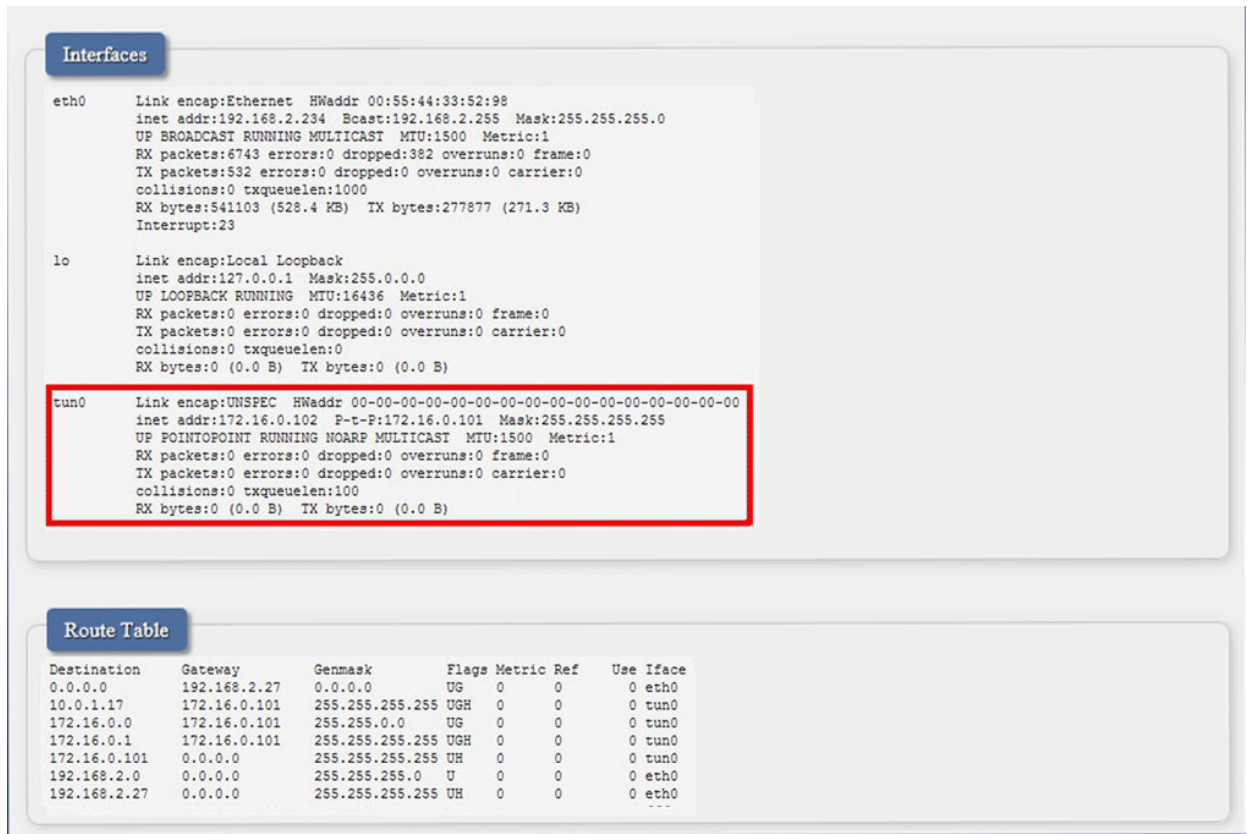 Interfaces
eth0 Link encap:Ethernet HWaddr 00:55:44:33:52:98
inet addr:192.168.2.234 Bcast:192.168.2.255 Mask:255.255.255.0
UP BROADCAST RUNNING MULTICAST MTU:1500 Metric:1
RX packets:6743 errors:0 dropped:382 overruns:0 frame:0
TX packets:532 errors:0 dropped:0 overruns:0 carrier:0
collisions:0 txqueuelen:1000
RX bytes:541103 (528.4 KB) TX bytes:277877 (271.3 KB)
Interrupt:23
lo Link encap:Local Loopback
inet addr:127.0.0.1 Mask:255.0.0.0
UP LOOPBACK RUNNING MTU:16436 Metric:1
RX packets:0 errors:0 dropped:0 overruns:0 frame:0
TX packets:0 errors:0 dropped:0 overruns:0 carrier:0
collisions:0 txqueuelen:0
RX bytes:0 (0.0 B) TX bytes:0 (0.0 B)
tun0 Link encap:UNSPEC HWaddr 00-00-00-00-00-00-00-00-00-00-00-00-00-00-00-00
inet addr:172.16.0.102 P-t-P:172.16.0.101 Mask:255.255.255.255
UP POINTOPOINT RUNNING NOARP MULTICAST MTU:1500 Metric:1
RX packets:0 errors:0 dropped:0 overruns:0 frame:0
TX packets:0 errors:0 dropped:0 overruns:0 carrier:0
collisions:0 txqueuelen:100
RX bytes:0 (0.0 B) TX bytes:0 (0.0 B)
Route Table
Destination Gateway Genmask Flags Metric Ref Use Iface
0.0.0.0 192.168.2.27 0.0.0.0 UG 0 0 0 eth0
10.0.1.17 172.16.0.101 255.255.255.255 UGH 0 0 0 tun0
172.16.0.0 172.16.0.101 255.255.0.0 UG 0 0 0 tun0
172.16.0.1 172.16.0.101 255.255.255.255 UGH 0 0 0 tun0
172.16.0.101 0.0.0.0 255.255.255.255 UH 0 0 0 tun0
192.168.2.0 0.0.0.0 255.255.255.0 U 0 0 0 eth0
192.168.2.27 0.0.0.0 255.255.255.255 UH 0 0 0 eth0